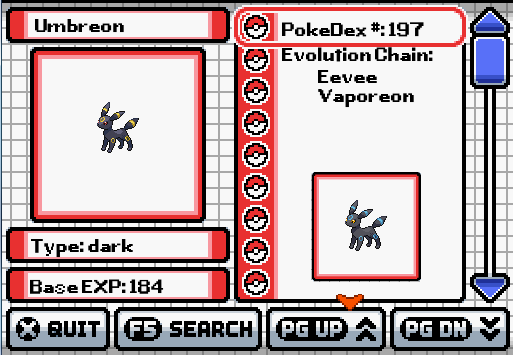 Umbreon
PokeDex #:197
Evolution Chain:
Eevee
Vaporeon
Type: dark
Base EXP:184
X QUIT
F5 SEARCH
PG UP
PG DN